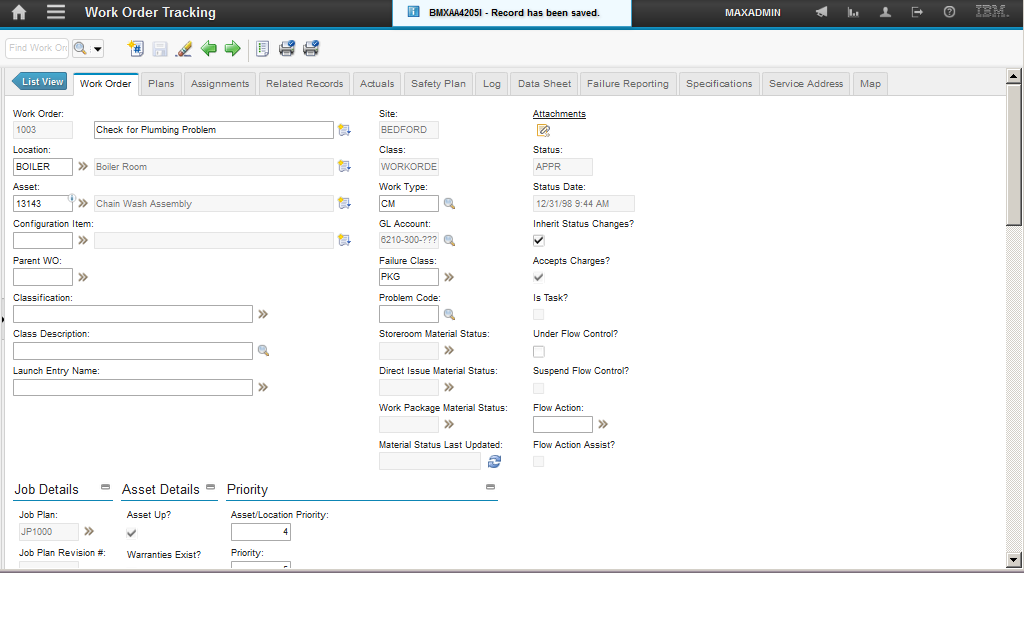 Work Order Tracking
BMXAA4205I - Record has been saved.
MAXADMIN
IBM.
Find Work Or
List View
Work Order
Plans
Assignments
Related Records
Actuals
Safety Plan
Log
Data Sheet
Failure Reporting
Specifications
Service Address
Map
Work Order:
1003
Check for Plumbing Problem
Location:
BOILER
Boiler Room
Asset:
13143
Chain Wash Assembly
Configuration Item:
Parent WO:
Classification:
Class Description:
Launch Entry Name:
Site:
BEDFORD
Class:
WORKORDE
Work Type:
CM
GL Account:
6210-300-???
Failure Class:
PKG
Problem Code:
Storeroom Material Status:
Direct Issue Material Status:
Work Package Material Status:
Material Status Last Updated:
Attachments
Status:
APPR
Status Date:
12/31/98 9:44 AM
Inherit Status Changes?
Accepts Charges?
Is Task?
Under Flow Control?
Suspend Flow Control?
Flow Action:
Flow Action Assist?
Job Details
Job Plan:
JP1000
Job Plan Revision #:
Asset Details
Asset Up?
Warranties Exist?
Priority
Asset/Location Priority:
4
Priority: